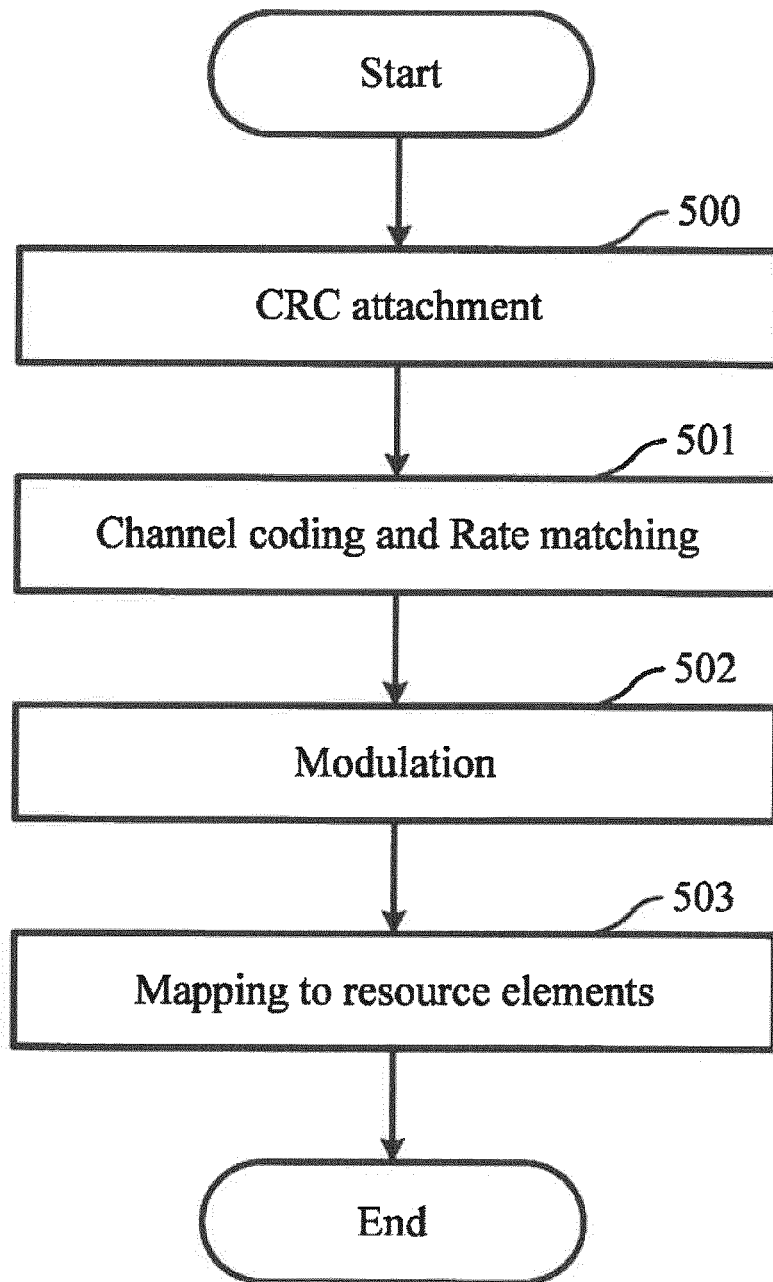 Start
500
CRC attachment
501
Channel coding and Rate matching
502
Modulation
503
Mapping to resource elements
End